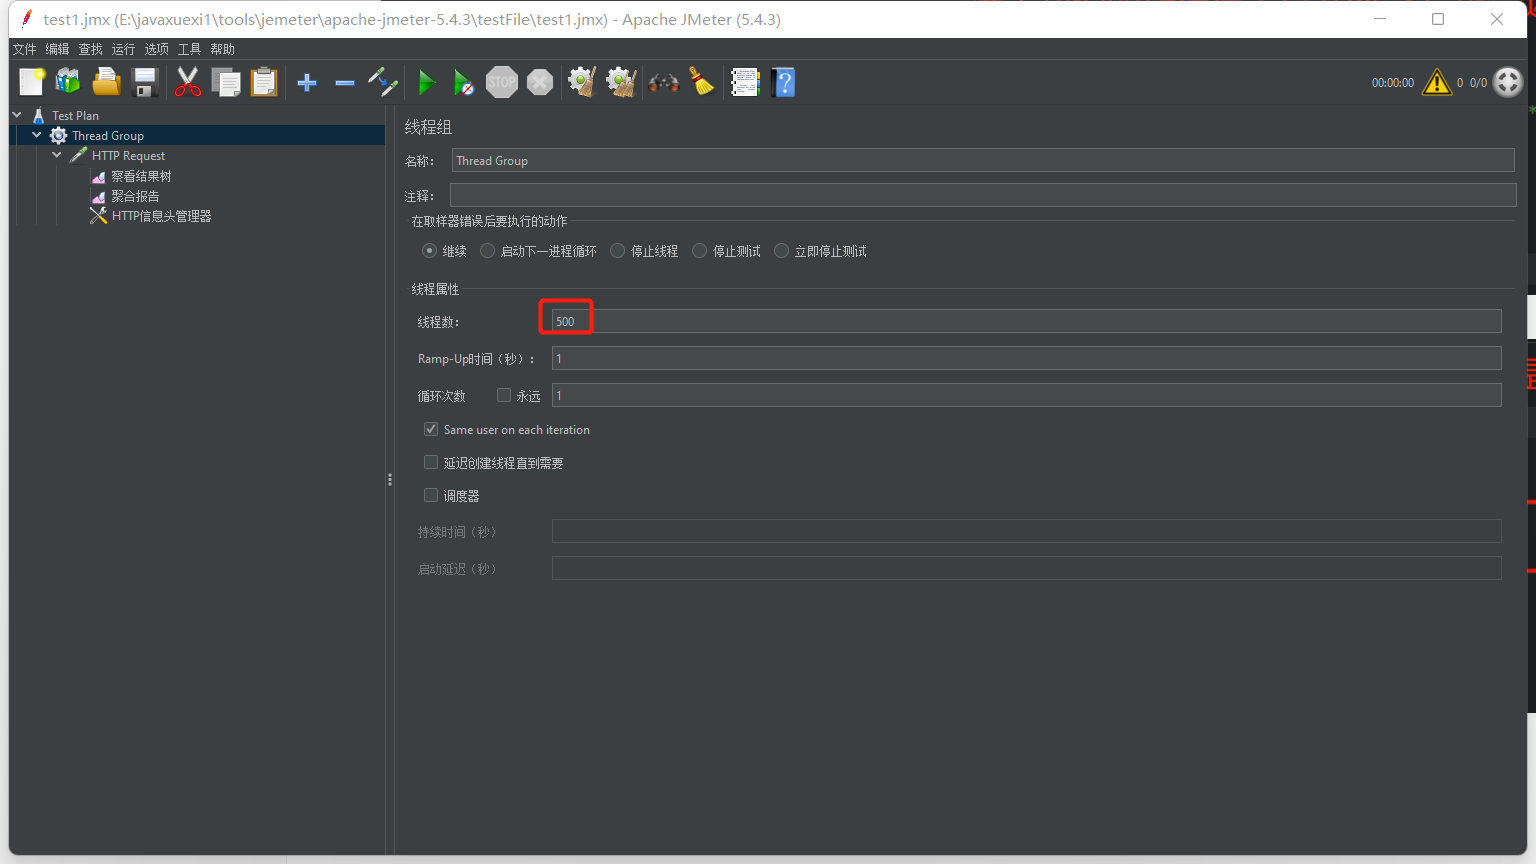 test1.jmx (E:\javaxuexi1\tools\jemeter\apache-jmeter-5.4.3\testFile\test1.jmx) - Apache JMeter (5.4.3)
文件 编辑 查找 运行 选项 工具 帮助
STOP
00:00:00 0 0/0
Test Plan
Thread Group
HTTP Request
察看结果树
聚合报告
HTTP信息头管理器
线程组
名称: Thread Group
注释:
在取样器错误后要执行的动作
继续 启动下一进程循环 停止线程 停止测试 立即停止测试
线程属性
线程数: 500
Ramp-Up时间(秒): 1
循环次数 永远 1
Same user on each iteration
延迟创建线程直到需要
调度器
持续时间(秒)
启动延迟(秒)